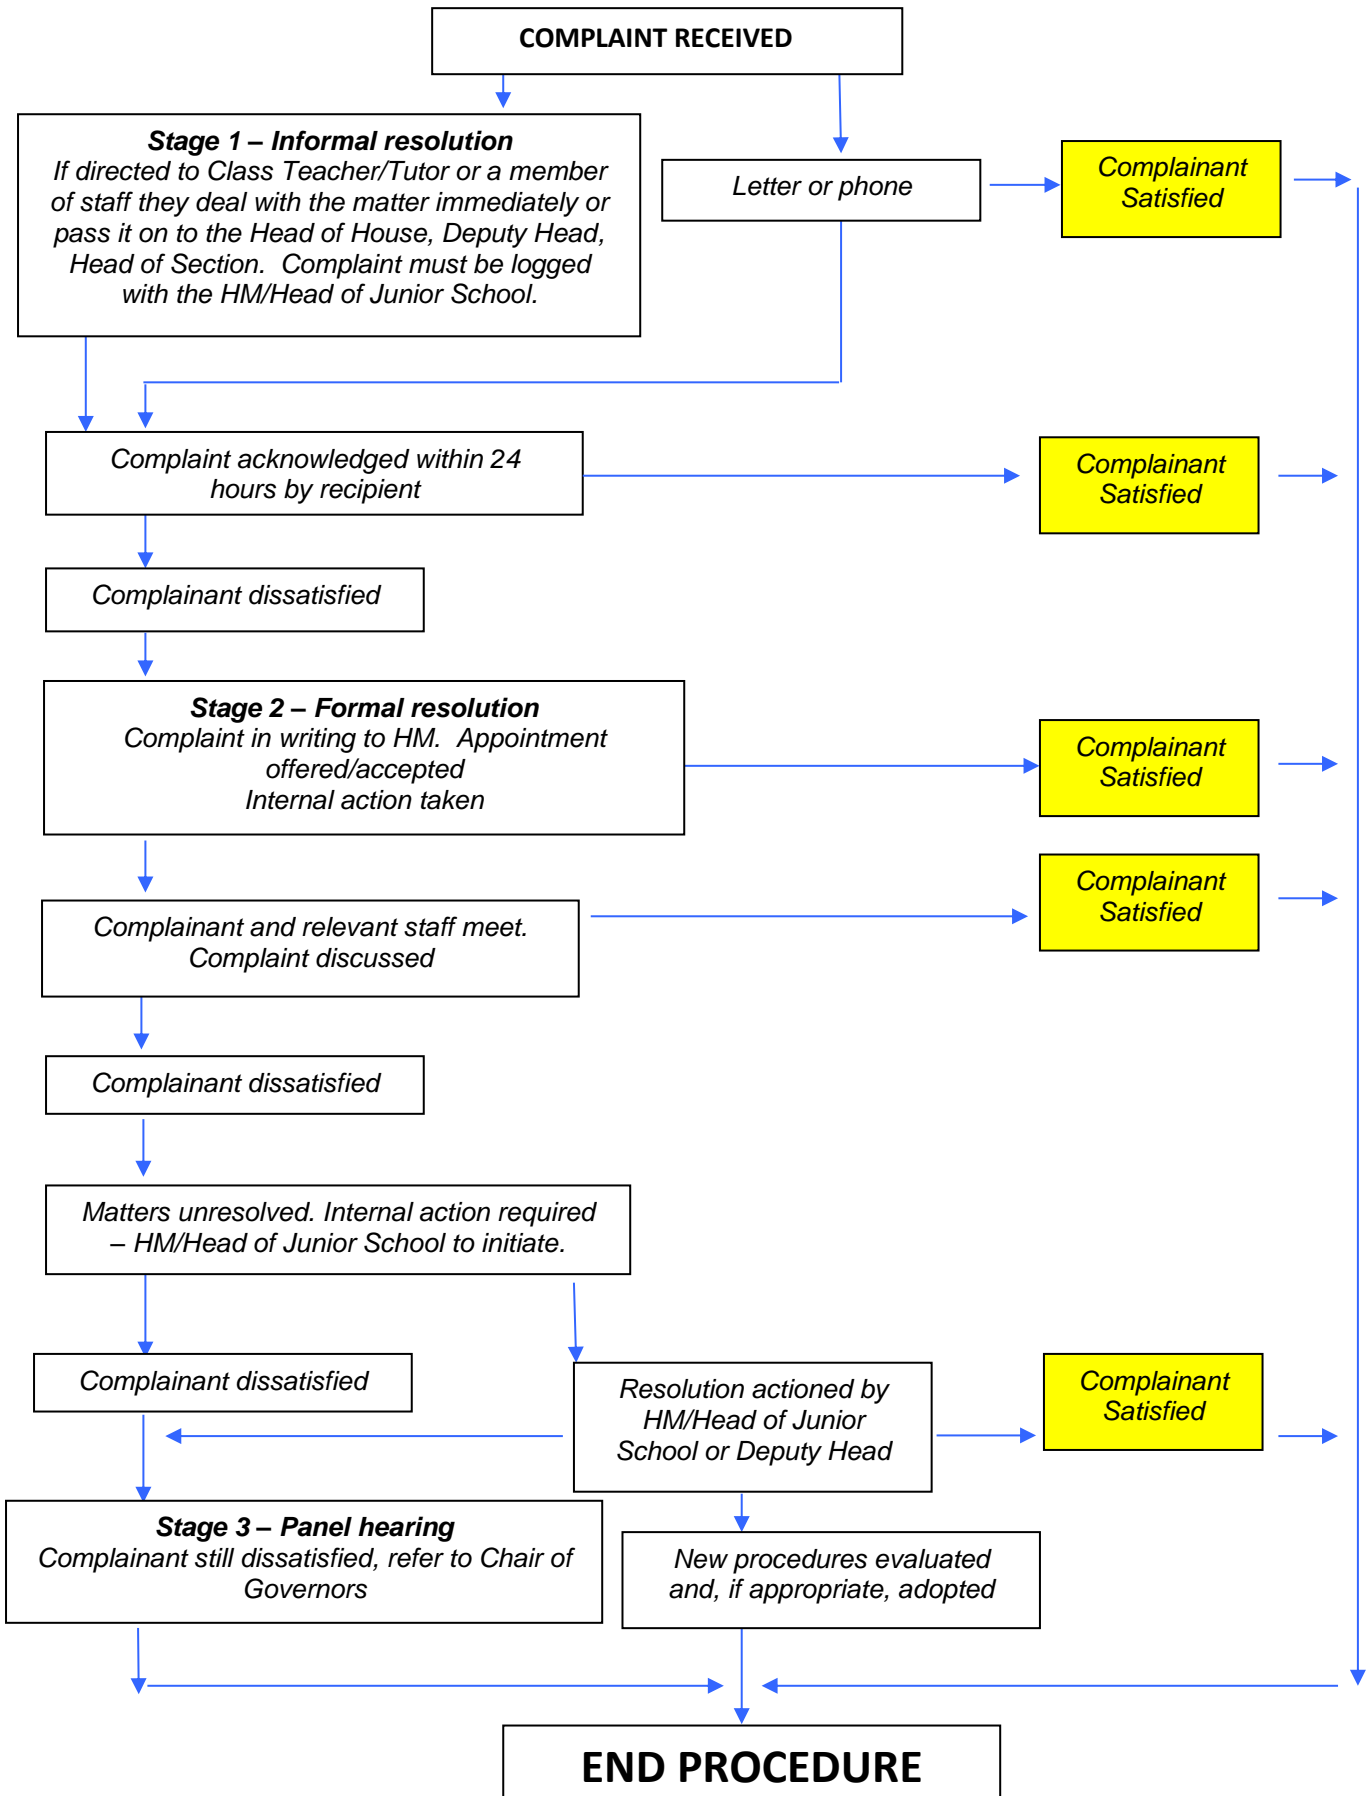 COMPLAINT RECEIVED
Stage 1 – Informal resolution
If directed to Class Teacher/Tutor or a member
of staff they deal with the matter immediately or
pass it on to the Head of House, Deputy Head,
Head of Section.  Complaint must be logged
with the HM/Head of Junior School.
Letter or phone
Complainant
Satisfied
Complaint acknowledged within 24
hours by recipient
Complainant
Satisfied
Complainant dissatisfied
Stage 2 – Formal resolution
Complaint in writing to HM.  Appointment
offered/accepted
Internal action taken
Complainant
Satisfied
Complainant and relevant staff meet.
Complaint discussed
Complainant
Satisfied
Complainant dissatisfied
Matters unresolved. Internal action required
– HM/Head of Junior School to initiate.
Complainant dissatisfied
Resolution actioned by
HM/Head of Junior
School or Deputy Head
Complainant
Satisfied
Stage 3 – Panel hearing
Complainant still dissatisfied, refer to Chair of
Governors
New procedures evaluated
and, if appropriate, adopted
END PROCEDURE